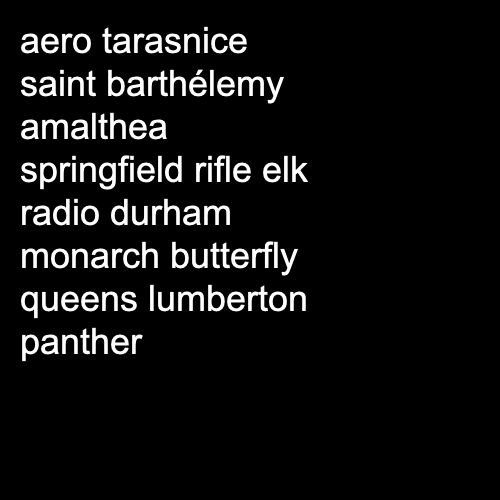 aero tarasnice
saint barthélemy
amalthea
springfield rifle elk
radio durham
monarch butterfly
queens lumberton
panther